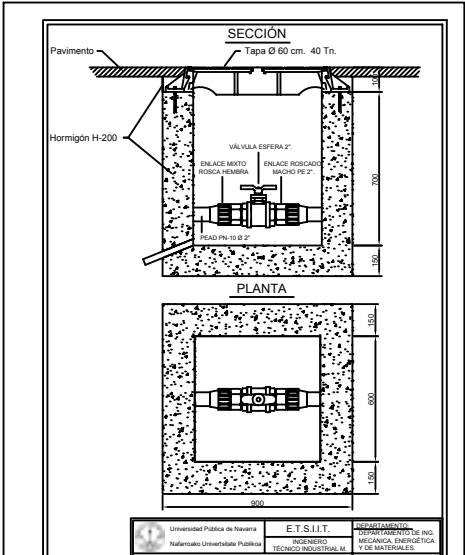 SECCIÓN
Pavimento
Tapa Ø 60 cm. 40 Tn.
100
Hormigón H-200
VÁLVULA ESFERA 2".
ENLACE MIXTO
ROSCA HEMBRA
ENLACE ROSCADO
MACHO PE 2".
700
PEAD PN-10 Ø 2"
150
PLANTA
150
600
150
900
Universidad Pública de Navarra
Nafarroako Unibertsitate Publikoa
E.T.S.I.I.T.
INGENIERO
TÉCNICO INDUSTRIAL M.
DEPARTAMENTO:
DEPARTAMENTO DE ING.
MECÁNICA, ENERGÉTICA
Y DE MATERIALES.